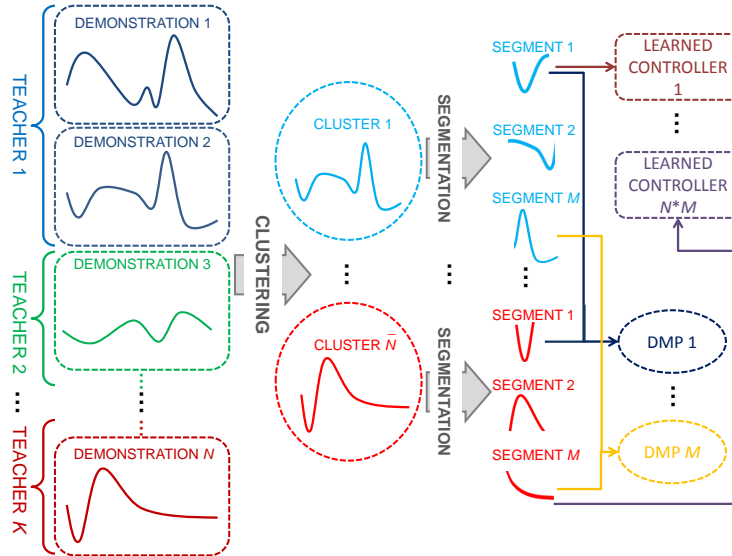 TEACHER 1
DEMONSTRATION 1
DEMONSTRATION 2
TEACHER 2
DEMONSTRATION 3
...
...
TEACHER K
DEMONSTRATION N
CLUSTERING
CLUSTER 1
...
CLUSTER N̄
SEGMENTATION
...
SEGMENTATION
SEGMENT 1
SEGMENT 2
SEGMENT M
...
SEGMENT 1
SEGMENT 2
SEGMENT M
LEARNED
CONTROLLER
1
...
LEARNED
CONTROLLER
N*M
DMP 1
...
DMP M